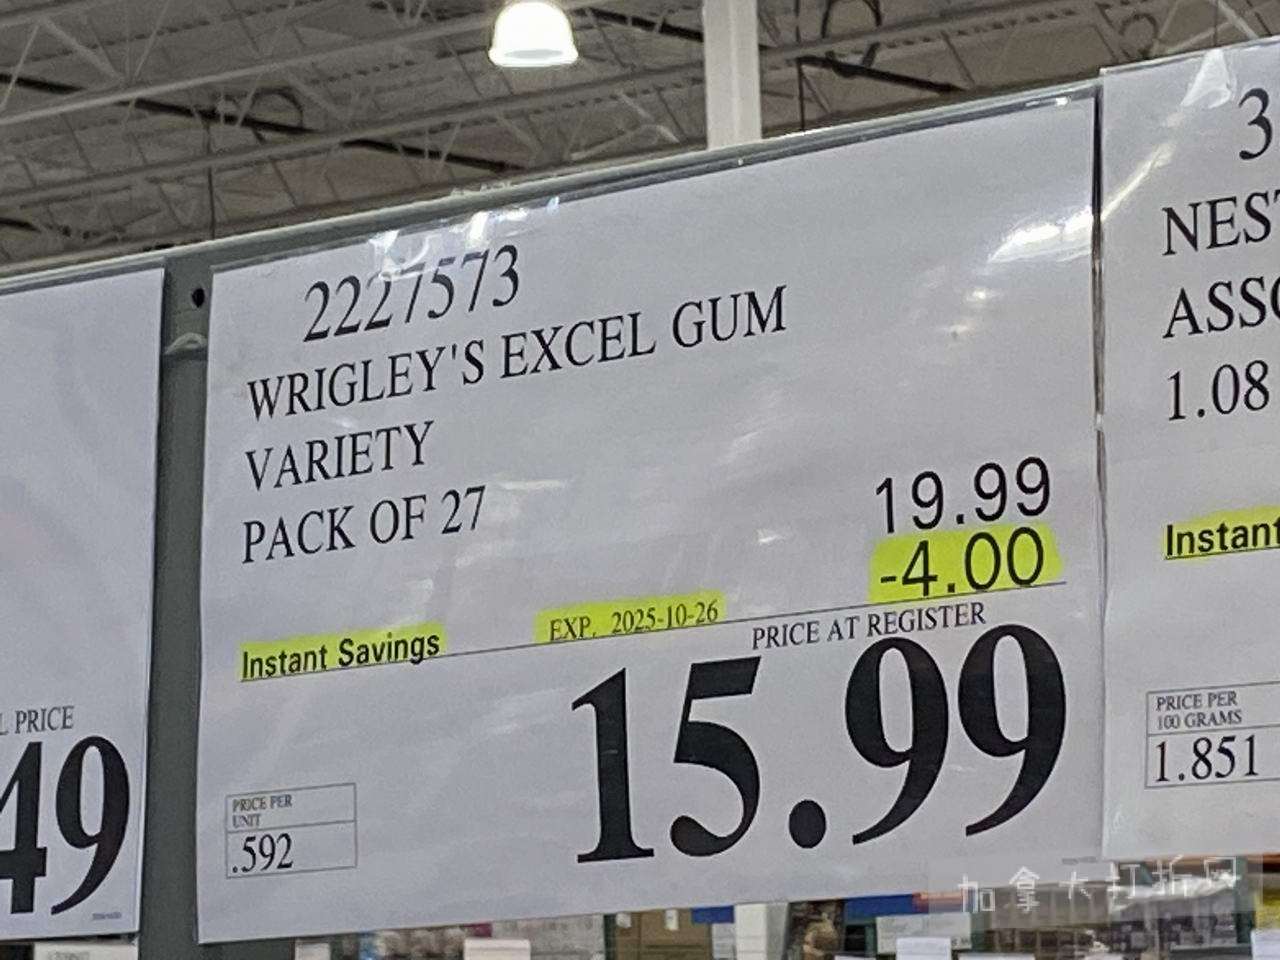 L PRICE
49
2227573
WRIGLEY'S EXCEL GUM
VARIETY
PACK OF 27
19.99
-4.00
Instant Savings
EXP. 2025-10-26
PRICE AT REGISTER
15.99
PRICE PER
UNIT
.592
3
NEST
ASSO
1.08
Instant
PRICE PER
100 GRAMS
1.851
加拿大打折网